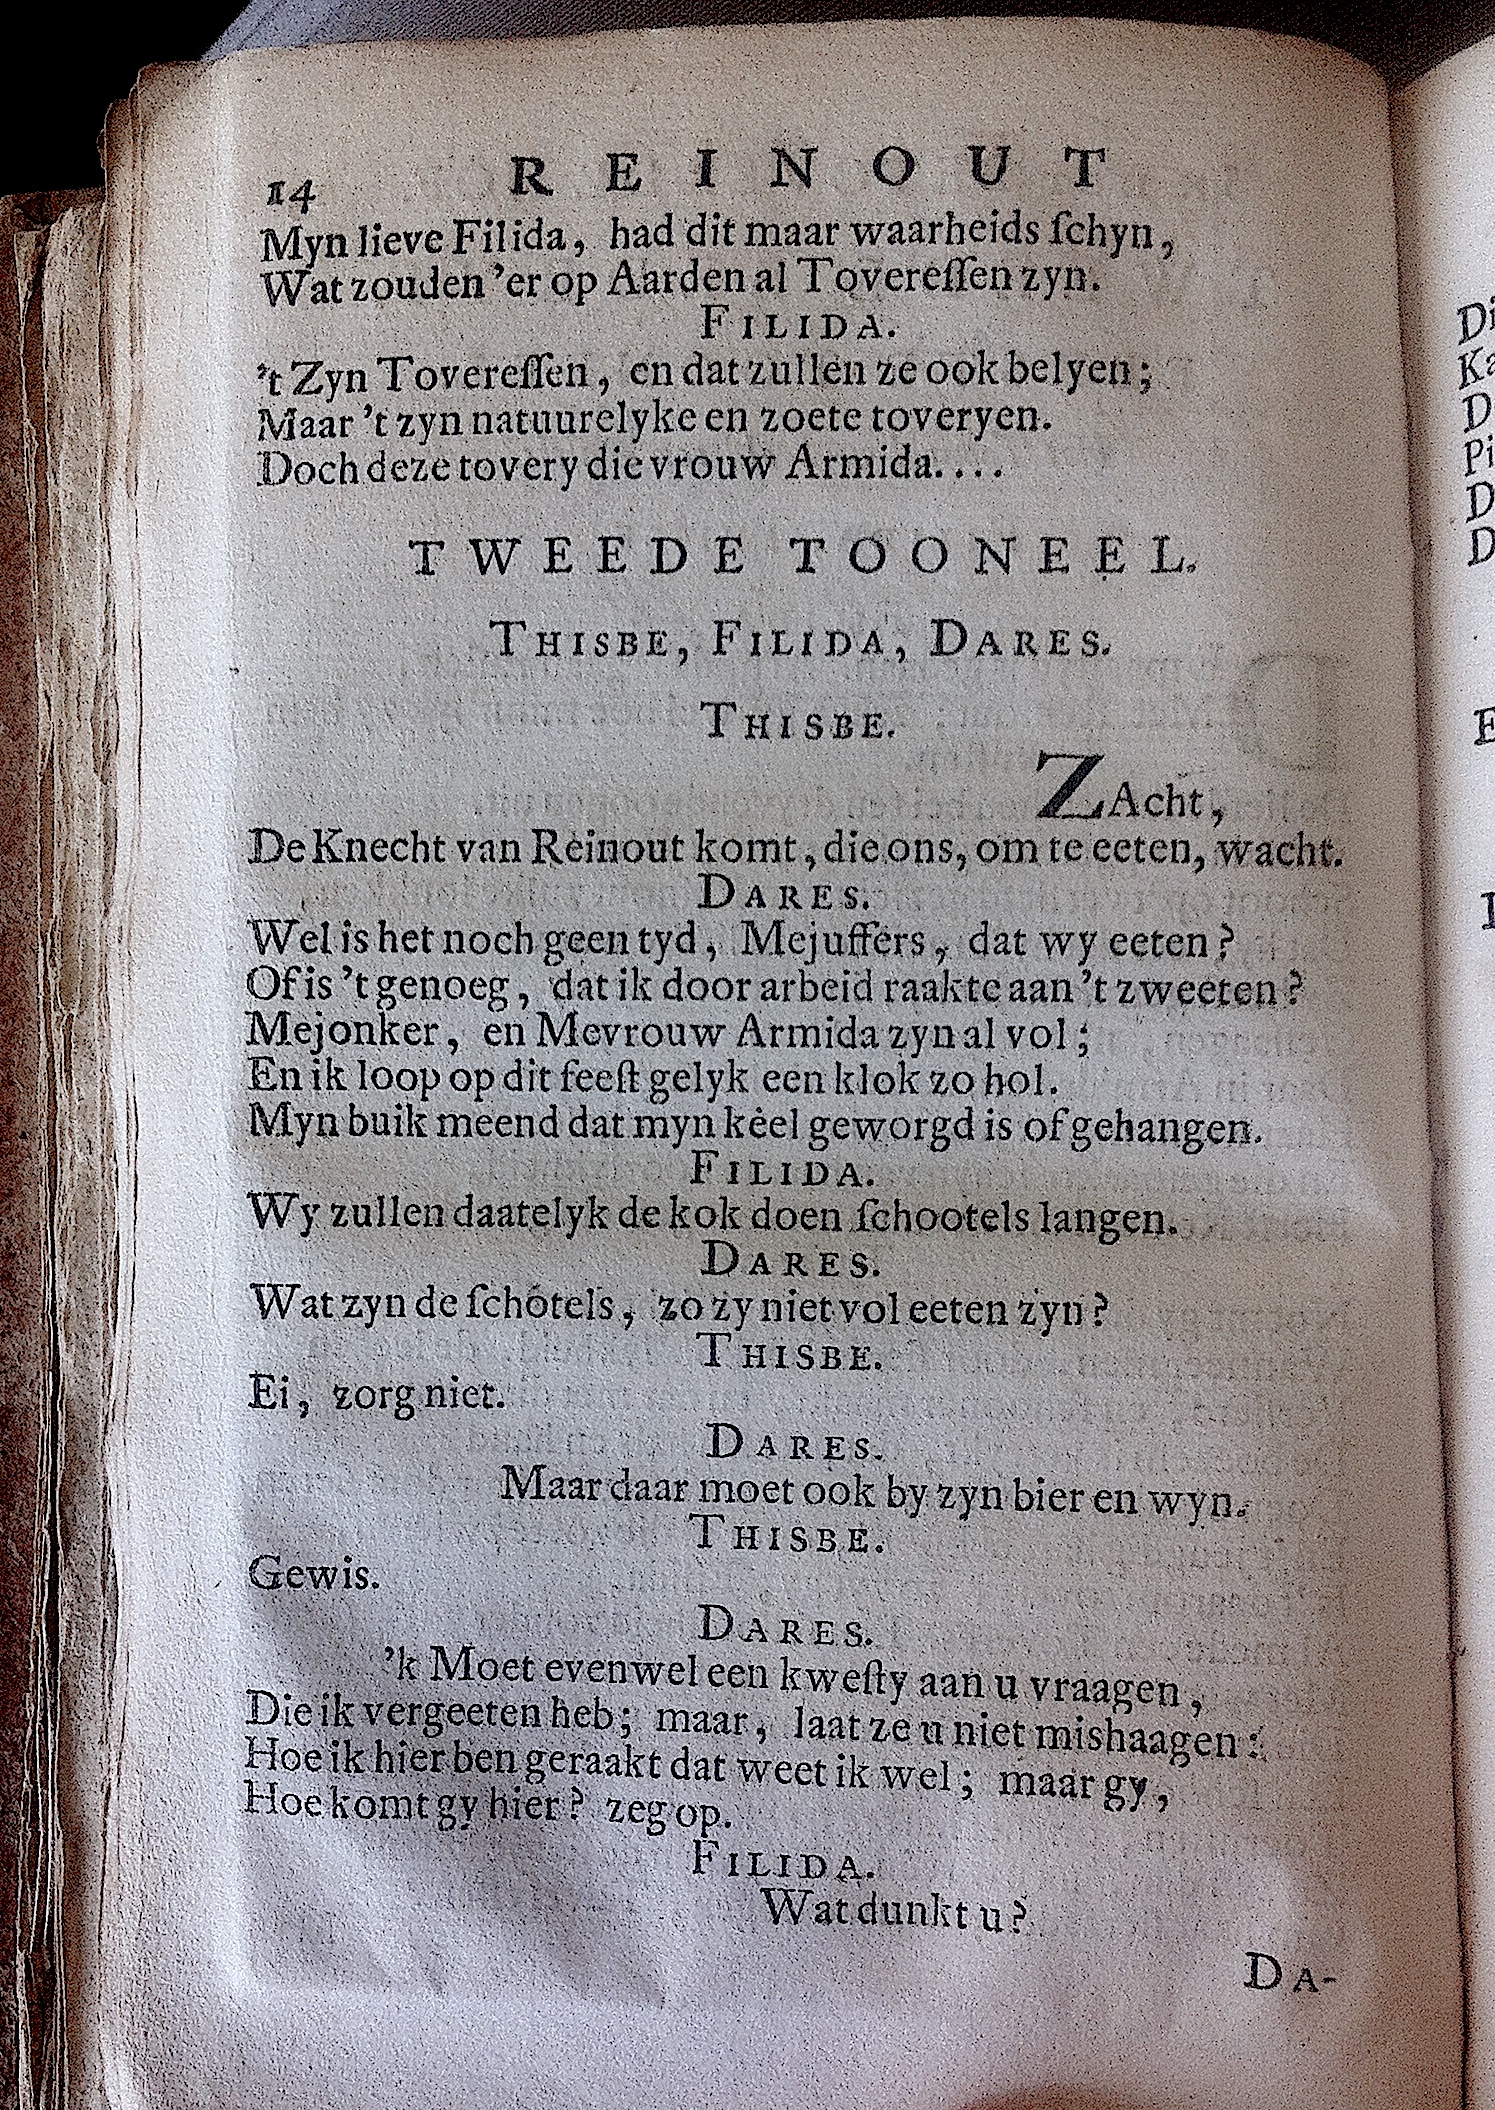 14 REINOUT
Myn lieve Filida, had dit maar waarheids ſchyn,
Wat zouden 'er op Aarden al Tovereſſen zyn.
FILIDA.
't Zyn Tovereſſen, en dat zullen ze ook belyen;
Maar 't zyn natuurelyke en zoete toveryen.
Doch deze tovery die vrouw Armida....
TWEEDE TOONEEL.
THISBE, FILIDA, DARES.
THISBE.
ZAcht,
De Knecht van Reinout komt, die ons, om te eeten, wacht.
DARES.
Wel is het noch geen tyd, Mejuffers, dat wy eeten?
Of is 't genoeg, dat ik door arbeid raakte aan 't zweeten?
Mejonker, en Mevrouw Armida zyn al vol;
En ik loop op dit feeſt gelyk een klok zo hol.
Myn buik meend dat myn keel geworgd is of gehangen.
FILIDA.
Wy zullen daatelyk de kok doen ſchootels langen.
DARES.
Wat zyn de ſchotels, zo zy niet vol eeten zyn?
THISBE.
Ei, zorg niet.
DARES.
Maar daar moet ook by zyn bier en wyn.
THISBE.
Gewis.
DARES.
'k Moet evenwel een kweſty aan u vraagen,
Die ik vergeeten heb; maar, laat ze u niet mishaagen:
Hoe ik hier ben geraakt dat weet ik wel; maar gy,
Hoe komt gy hier? zeg op.
FILIDA.
Wat dunkt u?
DA-
Di
Ka
D
Pi
D
D
E